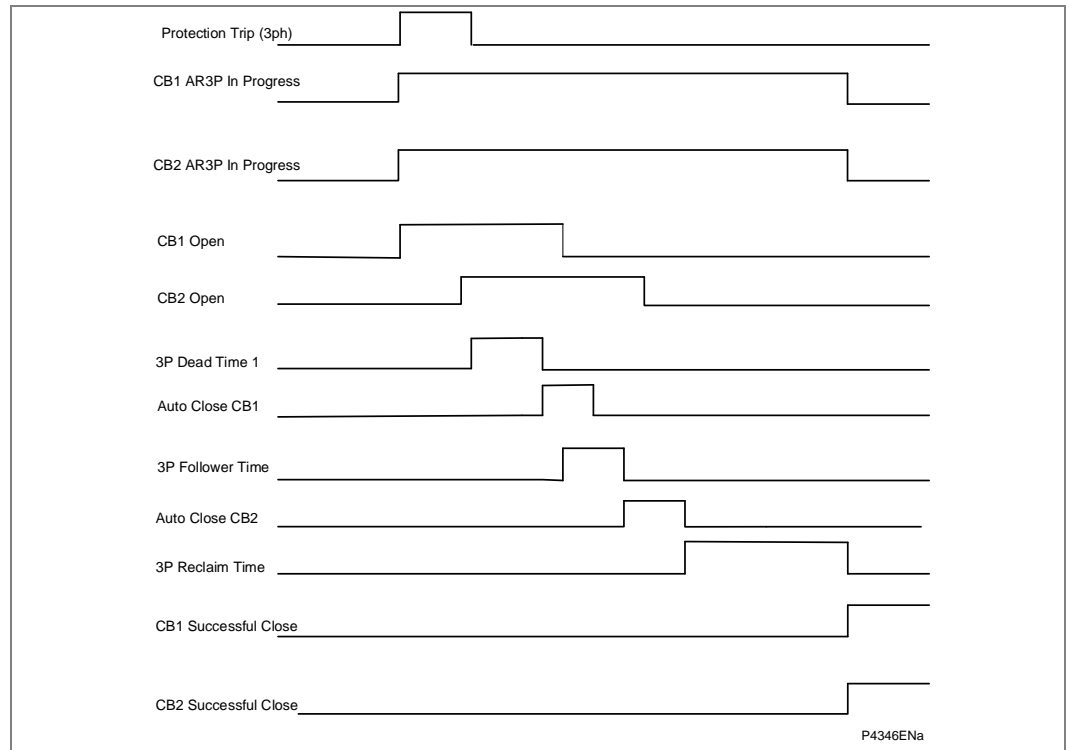 Protection Trip (3ph)
CB1 AR3P In Progress
CB2 AR3P In Progress
CB1 Open
CB2 Open
3P Dead Time 1
Auto Close CB1
3P Follower Time
Auto Close CB2
3P Reclaim Time
CB1 Successful Close
CB2 Successful Close
P4346ENa